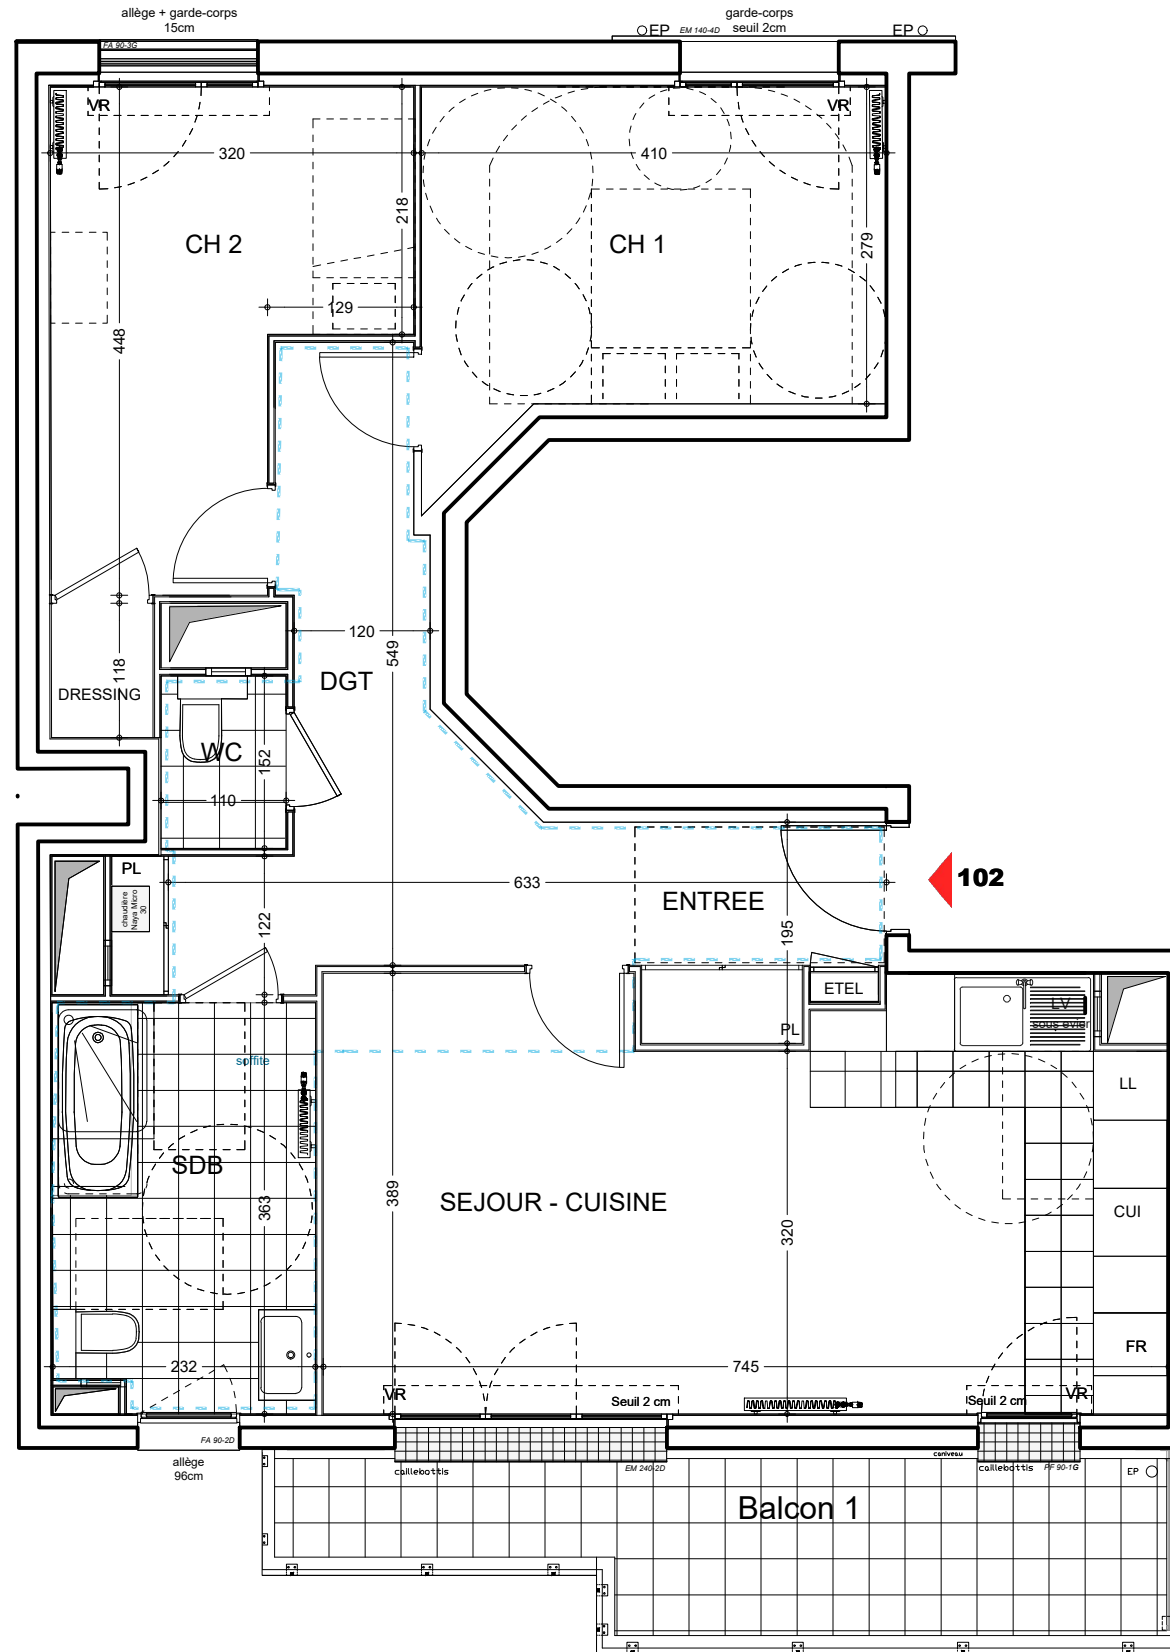 allège + garde-corps
15cm
garde-corps
seuil 2cm
EP
EM 140-4D
EP
FA 90-3G
VR
VR
320
410
218
CH 2
CH 1
279
129
448
120
549
118
DGT
DRESSING
WC
152
110
PL
chaudière
Naya Micro
30
633
ENTREE
102
122
195
ETEL
LV
sous évier
PL
soffite
LL
SDB
363
389
SEJOUR - CUISINE
320
CUI
FR
232
745
VR
Seuil 2 cm
Seuil 2 cm
VR
FA 90-2D
allège
96cm
caillebottis
EM 240-2D
caniveau
caillebottis
PF 90-1G
EP
Balcon 1